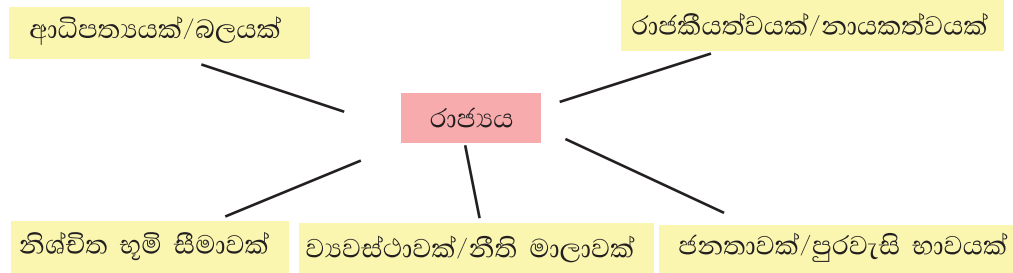 ආධිපත්‍යයක්/බලයක්
රාජකීයත්වයක්/නායකත්වයක්
රාජ්‍යය
නිශ්චිත භූමි සීමාවක්
ව්‍යවස්ථාවක්/නීති මාලාවක්
ජනතාවක්/පුරවැසි භාවයක්